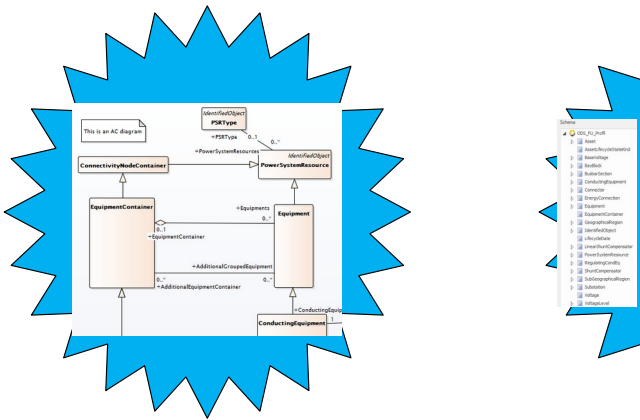 IdentifiedObject
PSRType
This is an AC diagram
+PSRType 0..1 0..*
+PowerSystemResources
IdentifiedObject
ConnectivityNodeContainer
PowerSystemResource
EquipmentContainer
+Equipments
Equipment
0..*
0..1
+EquipmentContainer
+AdditionalGroupedEquipment
0..* 0..*
+AdditionalEquipmentContainer
+ConductingEquip
ConductingEquipment 1
Schema
Asset
AssetLifecycleStateKind
BaseVoltage
BayBlock
BusbarSection
ConductingEquipment
Connector
EnergyConnection
Equipment
EquipmentContainer
GeographicalRegion
IdentifiedObject
LifecycleDate
LinearShuntCompensator
PowerSystemResource
RegulatingCondEq
ShuntCompensator
SubGeographicalRegion
Substation
Voltage
VoltageLevel